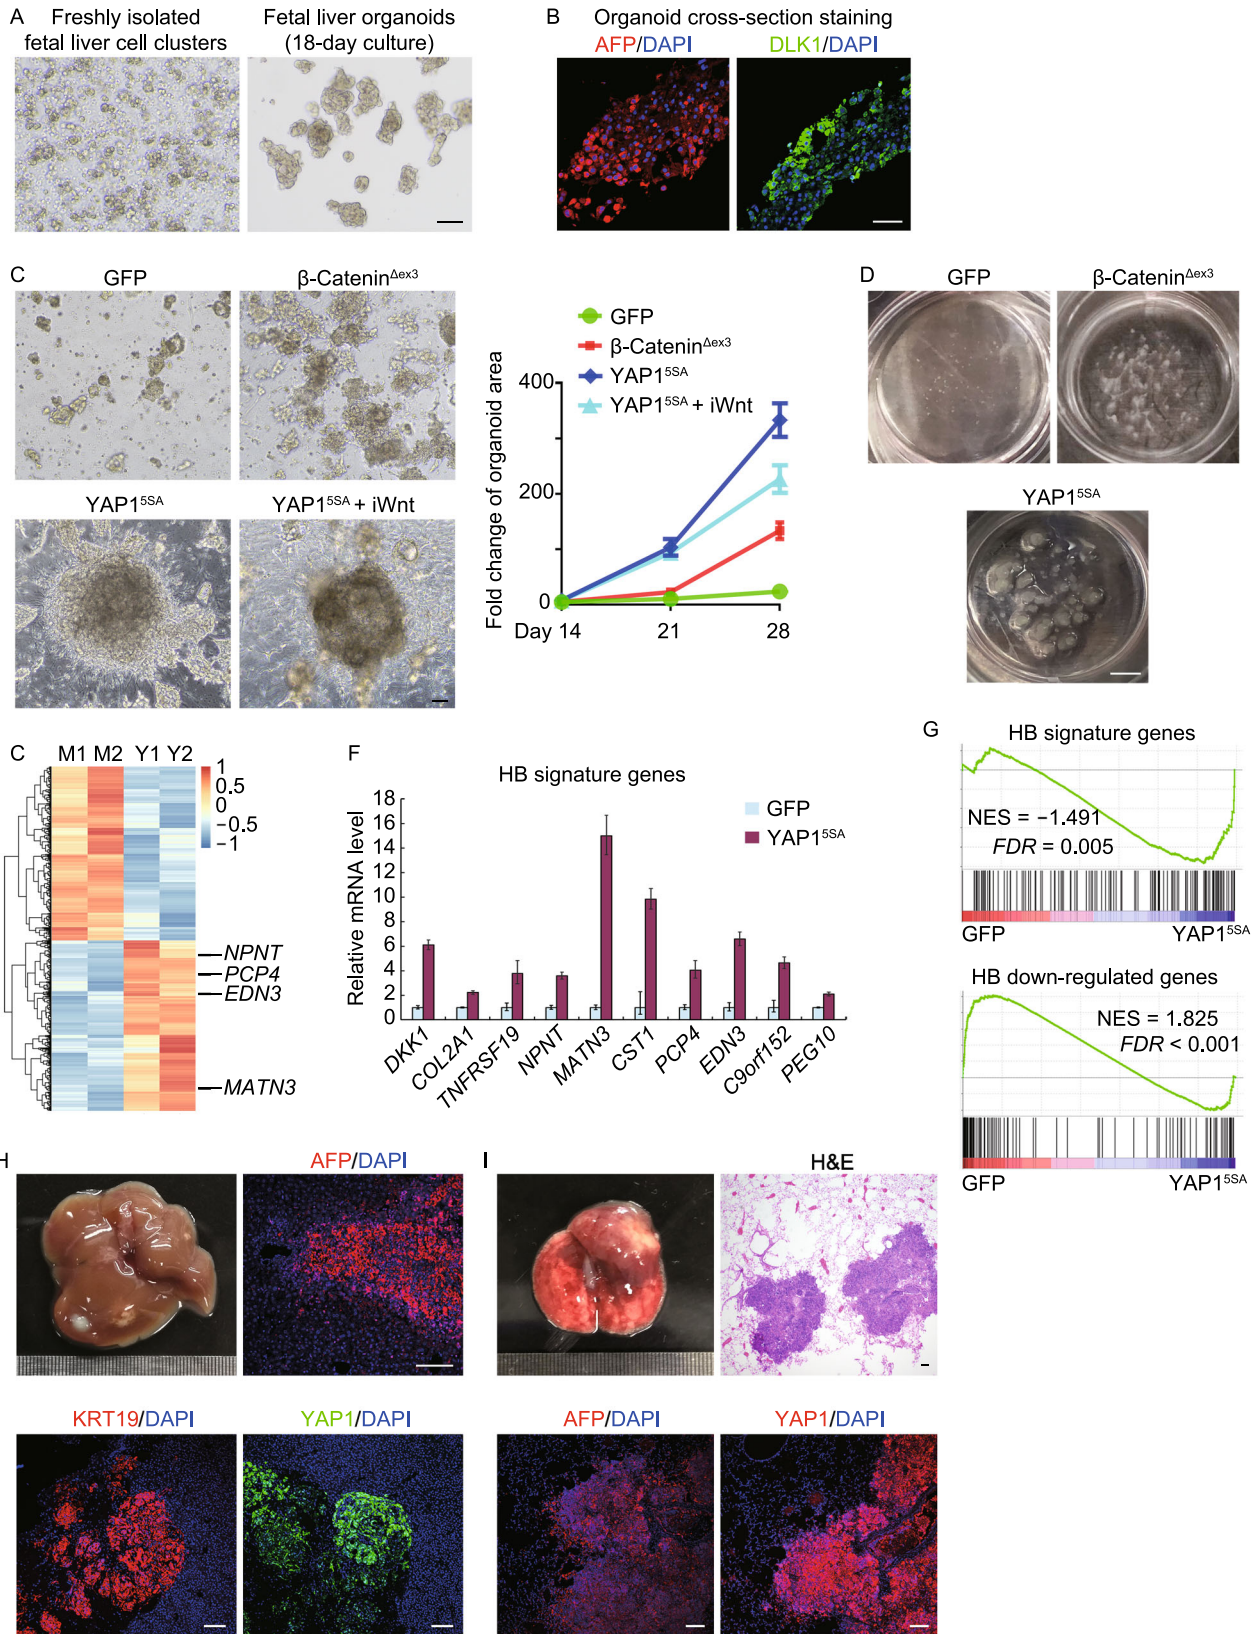 A
Freshly isolated
fetal liver cell clusters
Fetal liver organoids
(18-day culture)
B
Organoid cross-section staining
AFP/DAPI
DLK1/DAPI
C
GFP
β-Catenin^Δex3
YAP1^5SA
YAP1^5SA + iWnt
GFP
β-Catenin^Δex3
YAP1^5SA
YAP1^5SA + iWnt
Fold change of organoid area
400
200
0
Day 14
21
28
D
GFP
β-Catenin^Δex3
YAP1^5SA
C
M1 M2 Y1 Y2
1
0.5
0
−0.5
−1
NPNT
PCP4
EDN3
MATN3
F
HB signature genes
GFP
YAP1^5SA
Relative mRNA level
18
16
14
12
10
8
6
4
2
0
DKK1
COL2A1
TNFRSF19
NPNT
MATN3
CST1
PCP4
EDN3
C9orf152
PEG10
G
HB signature genes
NES = −1.491
FDR = 0.005
GFP
YAP1^5SA
HB down-regulated genes
NES = 1.825
FDR < 0.001
GFP
YAP1^5SA
H
AFP/DAPI
KRT19/DAPI
YAP1/DAPI
I
H&E
AFP/DAPI
YAP1/DAPI